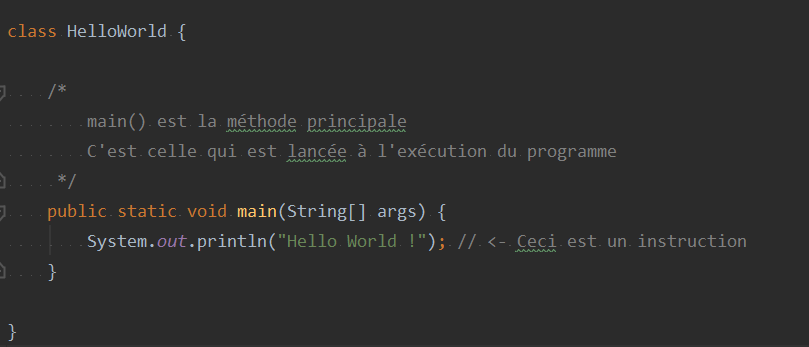 class HelloWorld {
/*
main() est la méthode principale
C'est celle qui est lancée à l'exécution du programme
*/
public static void main(String[] args) {
System.out.println("Hello World !"); // <- Ceci est un instruction
}
}